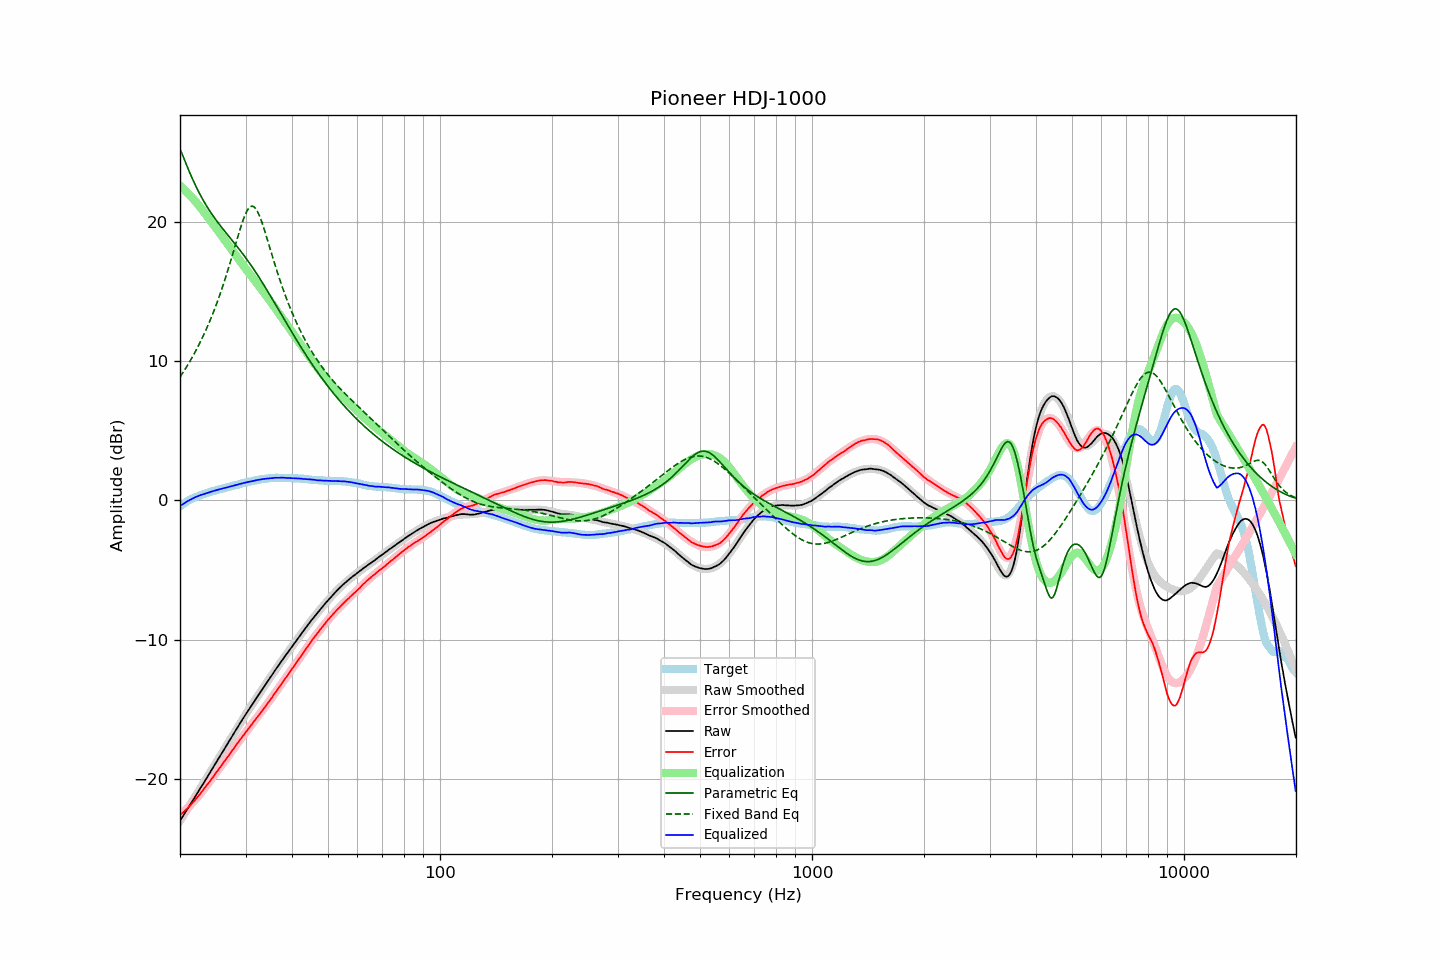 Pioneer HDJ-1000
Amplitude (dBr)
20
10
0
−10
−20
Target
Raw Smoothed
Error Smoothed
Raw
Error
Equalization
Parametric Eq
Fixed Band Eq
Equalized
100
1000
10000
Frequency (Hz)